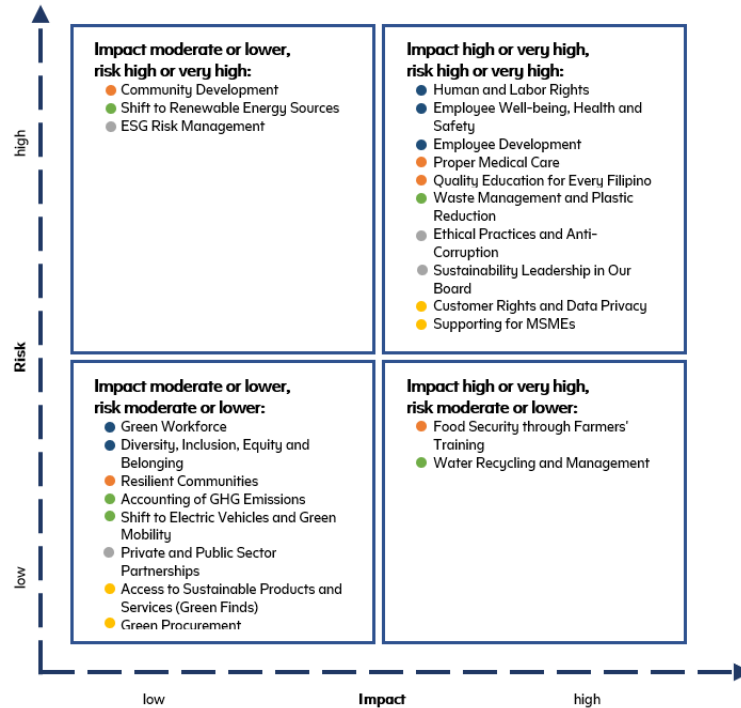 Impact moderate or lower,
risk high or very high:
Community Development
Shift to Renewable Energy Sources
ESG Risk Management
Impact high or very high,
risk high or very high:
Human and Labor Rights
Employee Well-being, Health and
Safety
Employee Development
Proper Medical Care
Quality Education for Every Filipino
Waste Management and Plastic
Reduction
Ethical Practices and Anti-
Corruption
Sustainability Leadership in Our
Board
Customer Rights and Data Privacy
Supporting for MSMEs
high
Risk
low
Impact moderate or lower,
risk moderate or lower:
Green Workforce
Diversity, Inclusion, Equity and
Belonging
Resilient Communities
Accounting of GHG Emissions
Shift to Electric Vehicles and Green
Mobility
Private and Public Sector
Partnerships
Access to Sustainable Products and
Services (Green Finds)
Green Procurement
Impact high or very high,
risk moderate or lower:
Food Security through Farmers'
Training
Water Recycling and Management
low
Impact
high